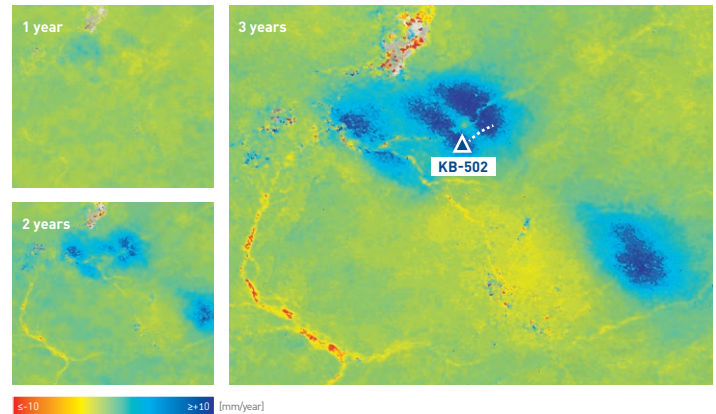 1 year
3 years
KB-502
2 years
≤-10
≥+10
[mm/year]